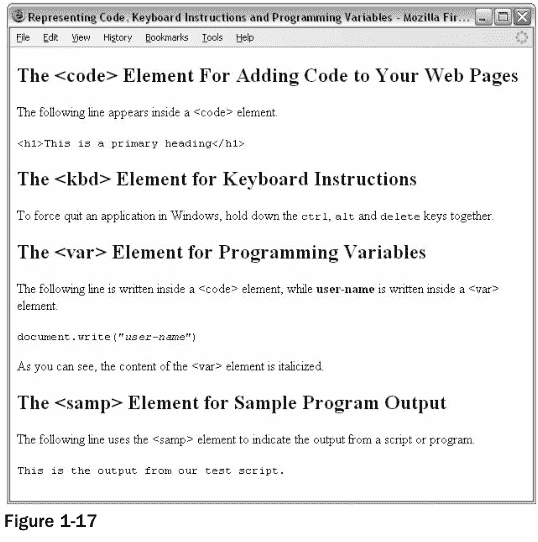 Representing Code, Keyboard Instructions and Programming Variables - Mozilla Fir...
File Edit View History Bookmarks Tools Help
The <code> Element For Adding Code to Your Web Pages
The following line appears inside a <code> element.
<h1>This is a primary heading</h1>
The <kbd> Element for Keyboard Instructions
To force quit an application in Windows, hold down the ctrl, alt and delete keys together.
The <var> Element for Programming Variables
The following line is written inside a <code> element, while user-name is written inside a <var>
element.
document.write("user-name")
As you can see, the content of the <var> element is italicized.
The <samp> Element for Sample Program Output
The following line uses the <samp> element to indicate the output from a script or program.
This is the output from our test script.
Figure 1-17